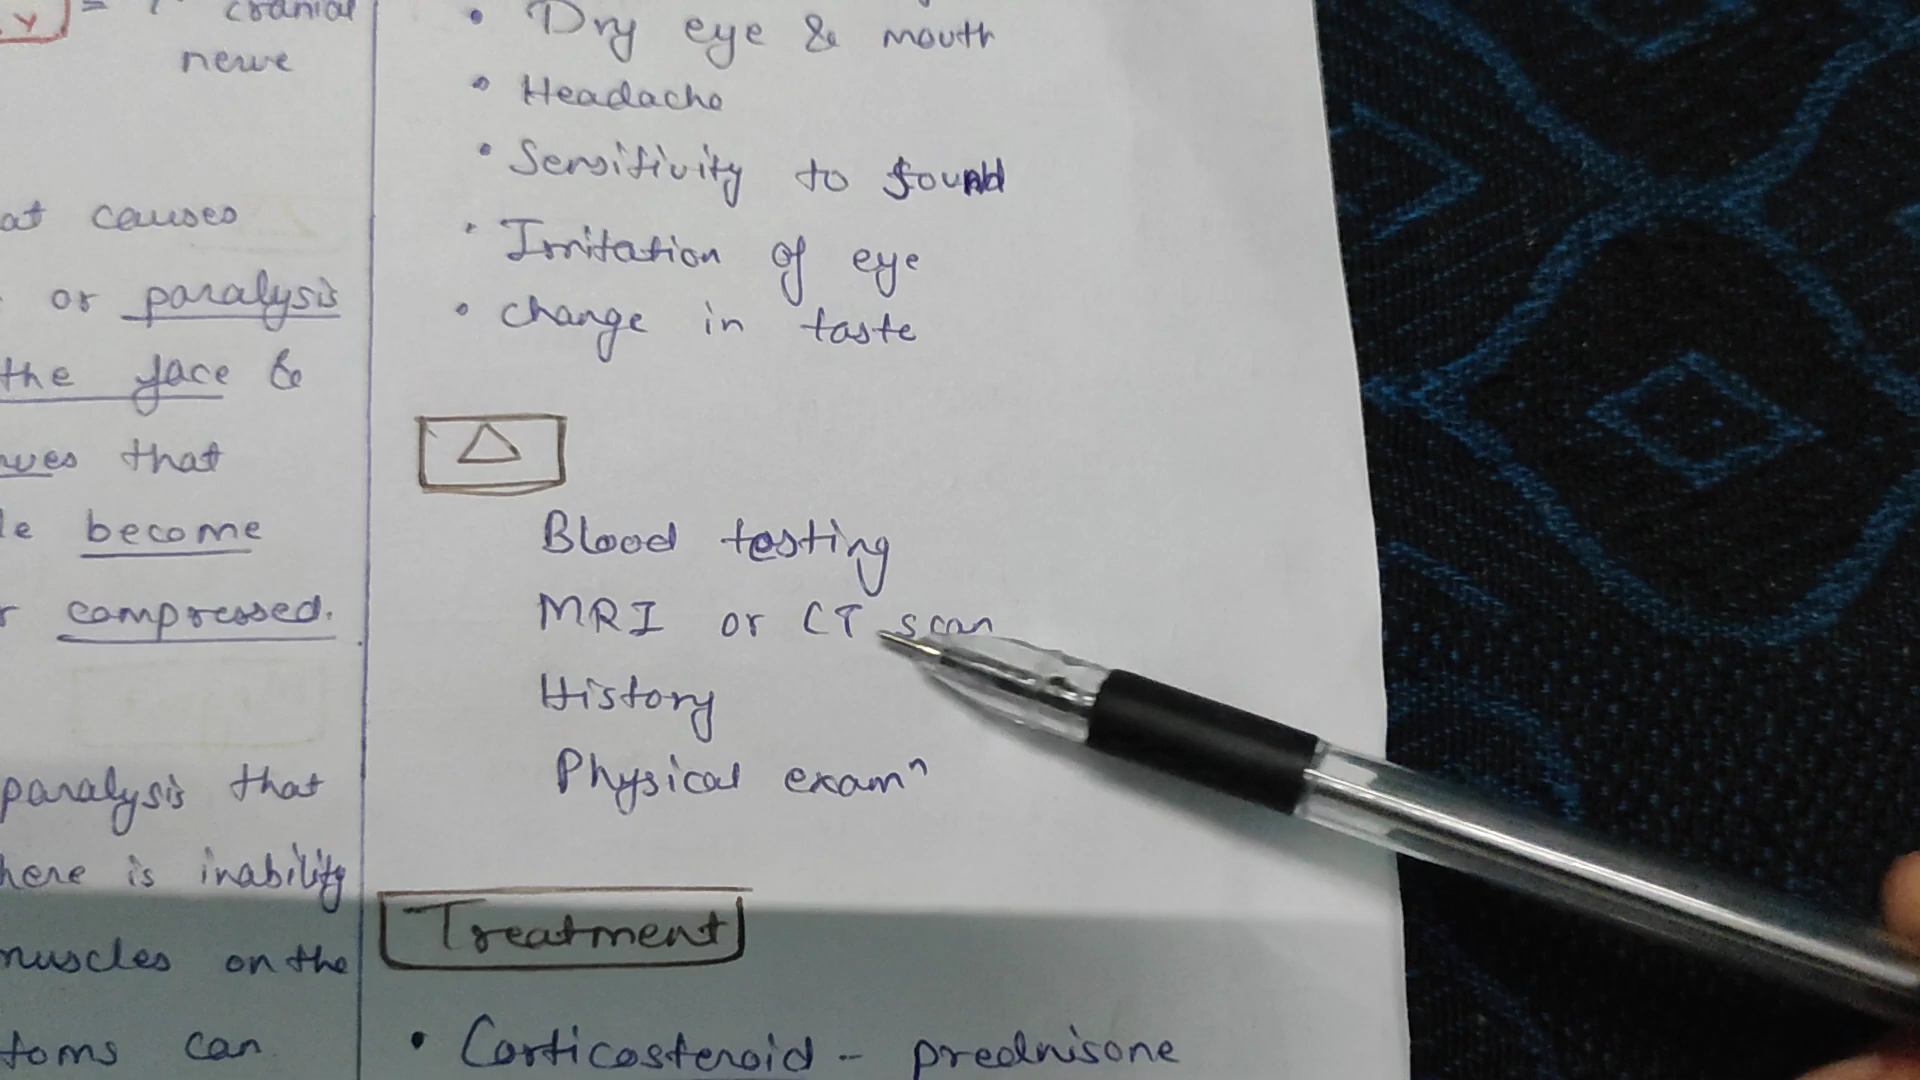 cranial
nerve
at causes
or paralysis
the face &
ves that
le become
r compressed.
paralysis that
here is inability
muscles on the
toms can
• Dry eye & mouth
• Headache
• Sensitivity to sound
• Irritation of eye
• change in taste
△
Blood testing
MRI or CT scan
History
Physical examⁿ
Treatment
• Corticosteroid - prednisone